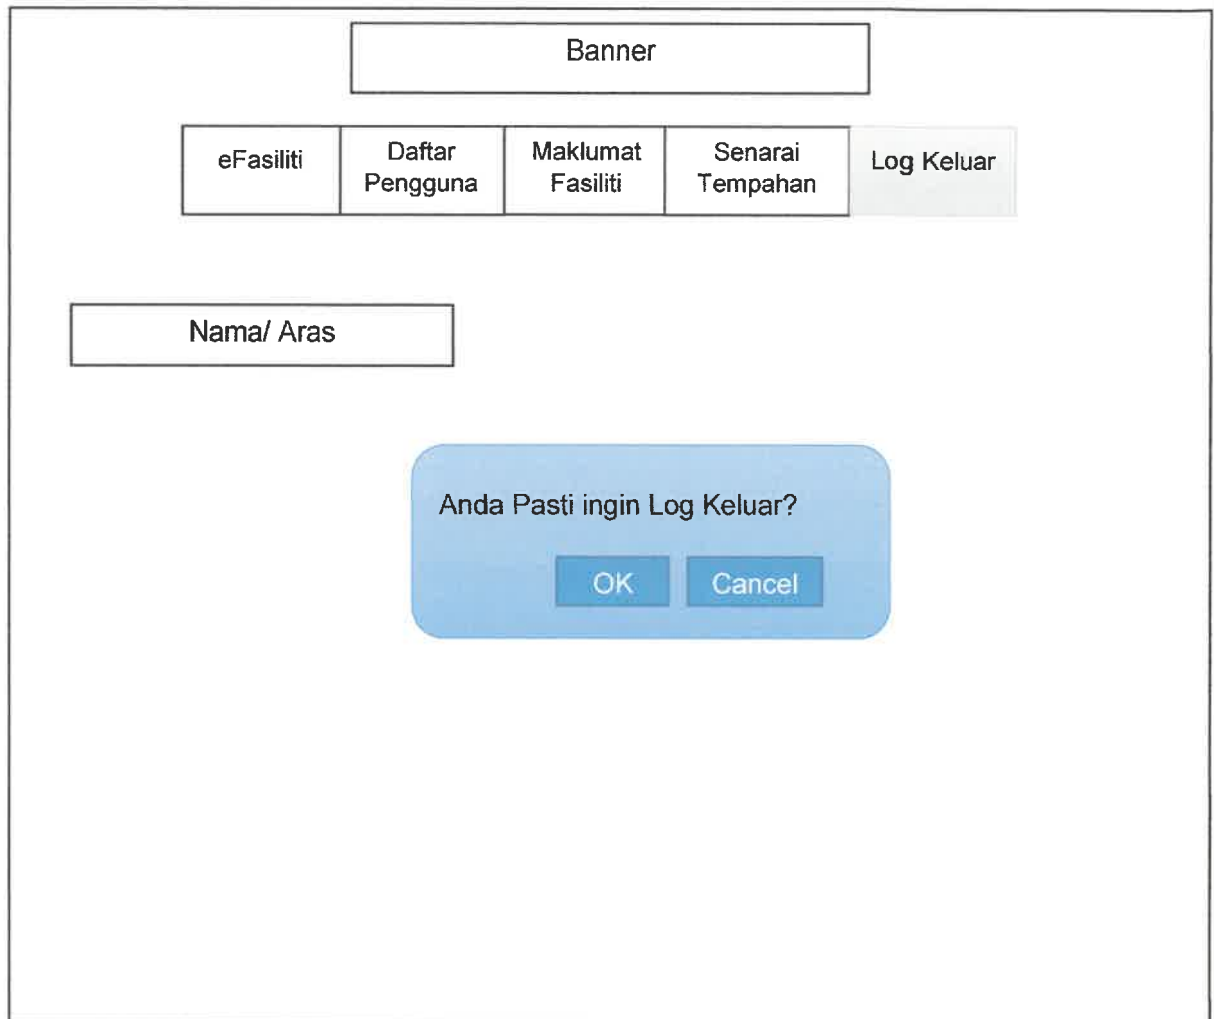 Banner
eFasiliti
Daftar
Pengguna
Maklumat
Fasiliti
Senarai
Tempahan
Log Keluar
Nama/ Aras
Anda Pasti ingin Log Keluar?
OK
Cancel